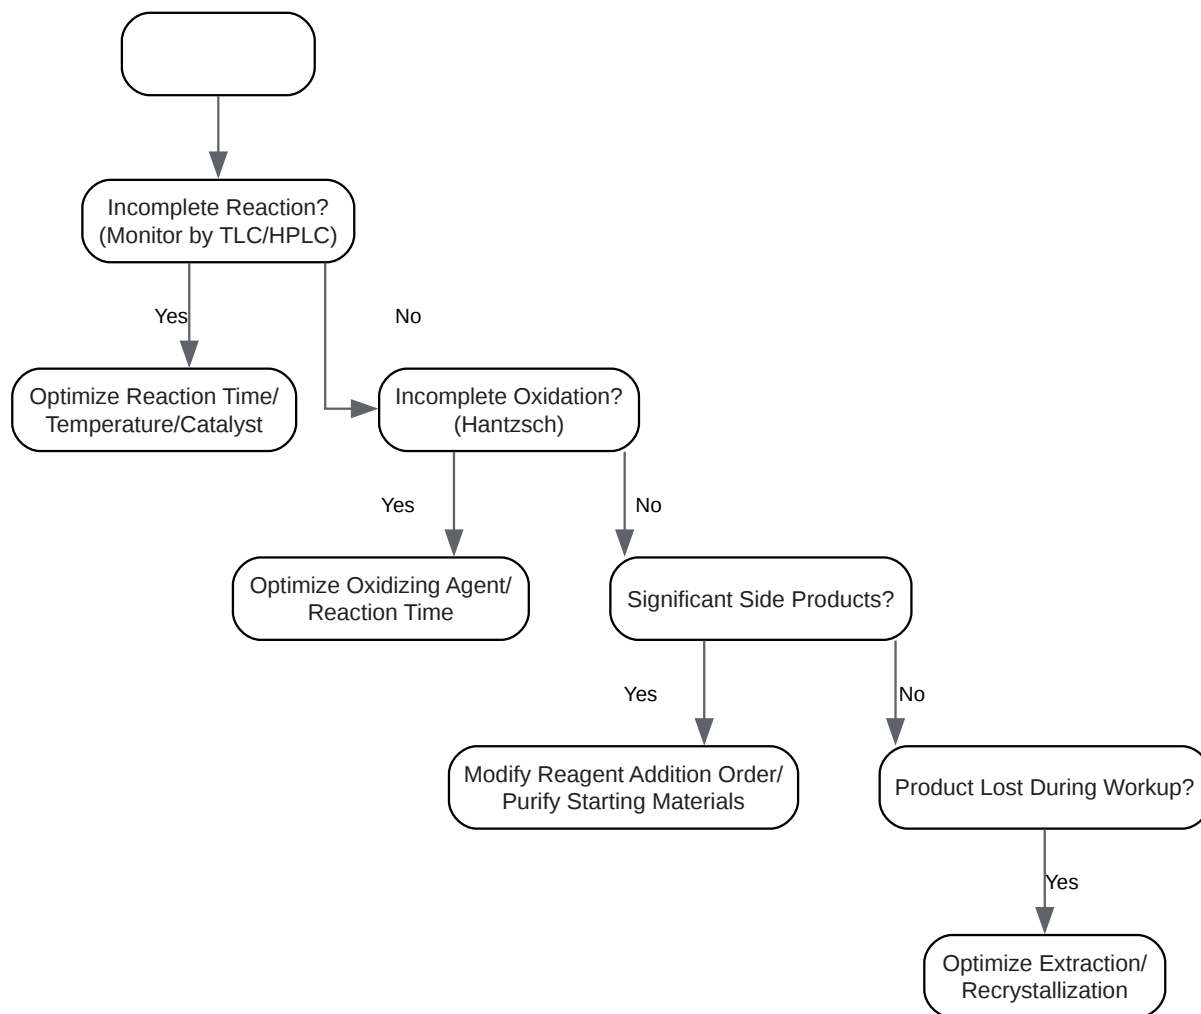 Incomplete Reaction?
(Monitor by TLC/HPLC)
Yes
No
Optimize Reaction Time/
Temperature/Catalyst
Incomplete Oxidation?
(Hantzsch)
Yes
No
Optimize Oxidizing Agent/
Reaction Time
Significant Side Products?
Yes
No
Modify Reagent Addition Order/
Purify Starting Materials
Product Lost During Workup?
Yes
Optimize Extraction/
Recrystallization